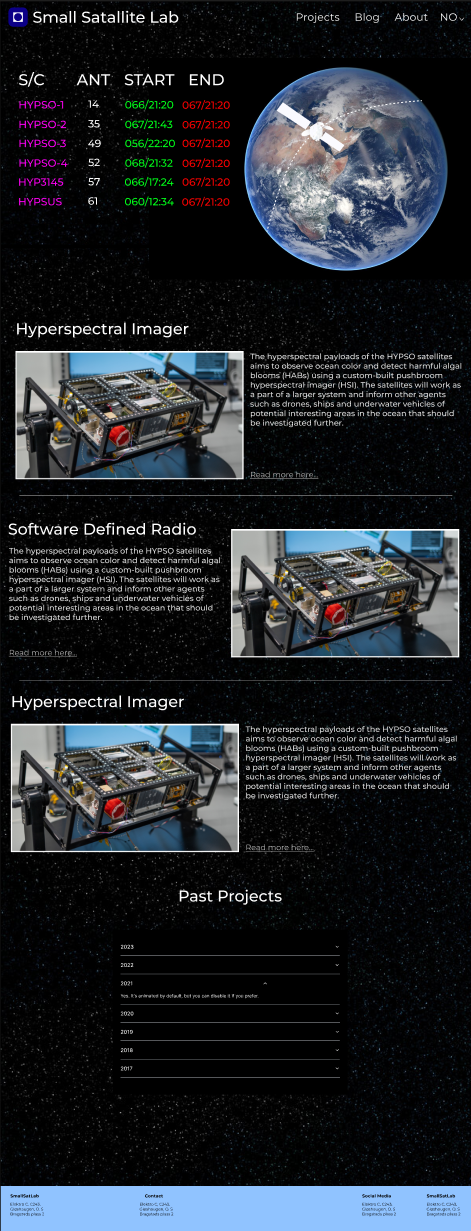 Small Satallite Lab
Projects Blog About NO
S/C ANT START END
HYPSO-1 14 066/21:20 067/21:20
HYPSO-2 35 067/21:43 067/21:20
HYPSO-3 49 056/22:20 067/21:20
HYPSO-4 52 068/21:32 067/21:20
HYP3145 57 066/17:24 067/21:20
HYPSUS 61 060/12:34 067/21:20
Hyperspectral Imager
The hyperspectral payloads of the HYPSO satellites
aims to observe ocean color and detect harmful algal
blooms (HABs) using a custom-built pushbroom
hyperspectral imager (HSI). The satellites will work as
a part of a larger system and inform other agents
such as drones, ships and underwater vehicles of
potential interesting areas in the ocean that should
be investigated further.
Read more here...
Software Defined Radio
The hyperspectral payloads of the HYPSO satellites
aims to observe ocean color and detect harmful algal
blooms (HABs) using a custom-built pushbroom
hyperspectral imager (HSI). The satellites will work as
a part of a larger system and inform other agents
such as drones, ships and underwater vehicles of
potential interesting areas in the ocean that should
be investigated further.
Read more here...
Hyperspectral Imager
The hyperspectral payloads of the HYPSO satellites
aims to observe ocean color and detect harmful algal
blooms (HABs) using a custom-built pushbroom
hyperspectral imager (HSI). The satellites will work as
a part of a larger system and inform other agents
such as drones, ships and underwater vehicles of
potential interesting areas in the ocean that should
be investigated further.
Read more here...
Past Projects
2023
2022
2021
Yes. It's animated by default, but you can disable it if you prefer.
2020
2019
2018
2017
SmallSatLab Contact Social Media SmallSatLab